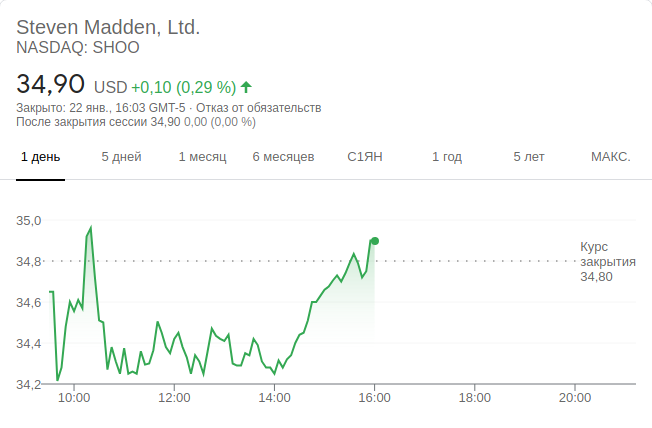 Steven Madden, Ltd.
NASDAQ: SHOO
34,90 USD +0,10 (0,29 %) ↑
Закрыто: 22 янв., 16:03 GMT-5 · Отказ от обязательств
После закрытия сессии 34,90 0,00 (0,00 %)
1 день 5 дней 1 месяц 6 месяцев С1ЯН 1 год 5 лет МАКС.
35,0
34,8
34,6
34,4
34,2
Курс
закрытия
34,80
10:00 12:00 14:00 16:00 18:00 20:00